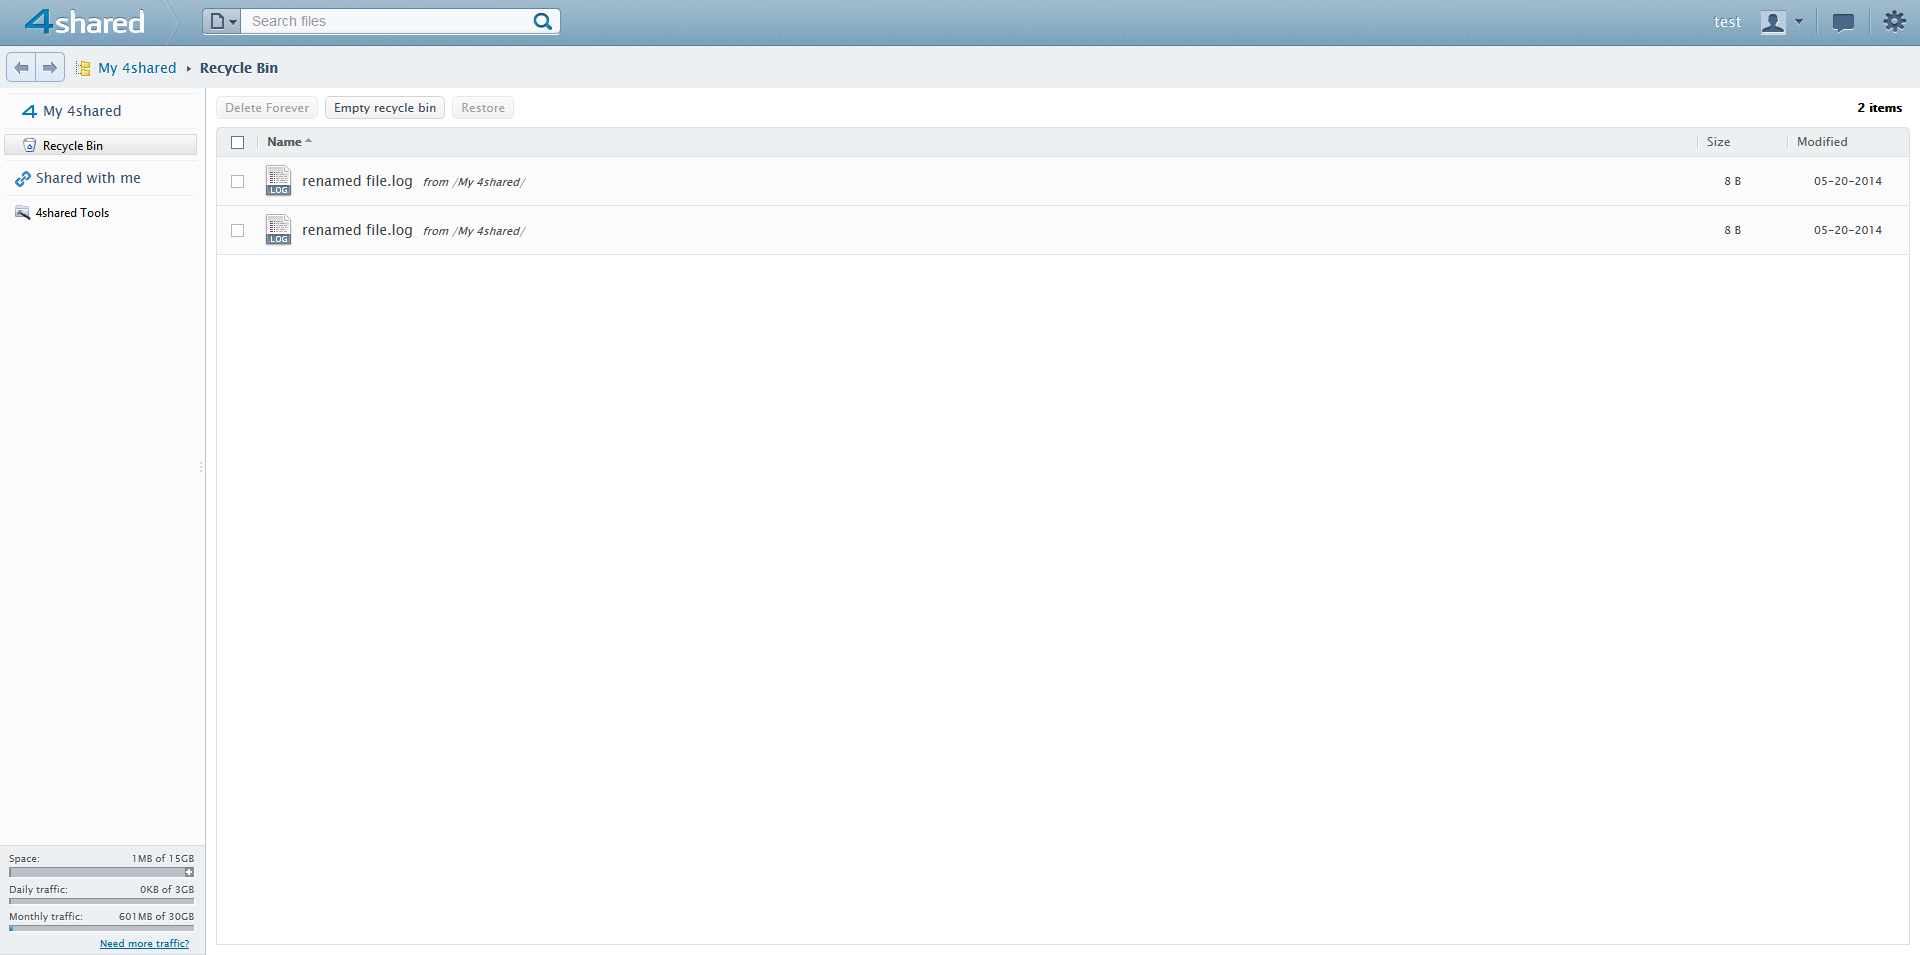 4shared
Search files
test
My 4shared ▸ Recycle Bin
My 4shared
Recycle Bin
Shared with me
4shared Tools
Delete Forever Empty recycle bin Restore
2 items
Name Size Modified
LOG renamed file.log from /My 4shared/ 8 B 05-20-2014
LOG renamed file.log from /My 4shared/ 8 B 05-20-2014
Space: 1MB of 15GB
Daily traffic: 0KB of 3GB
Monthly traffic: 601MB of 30GB
Need more traffic?